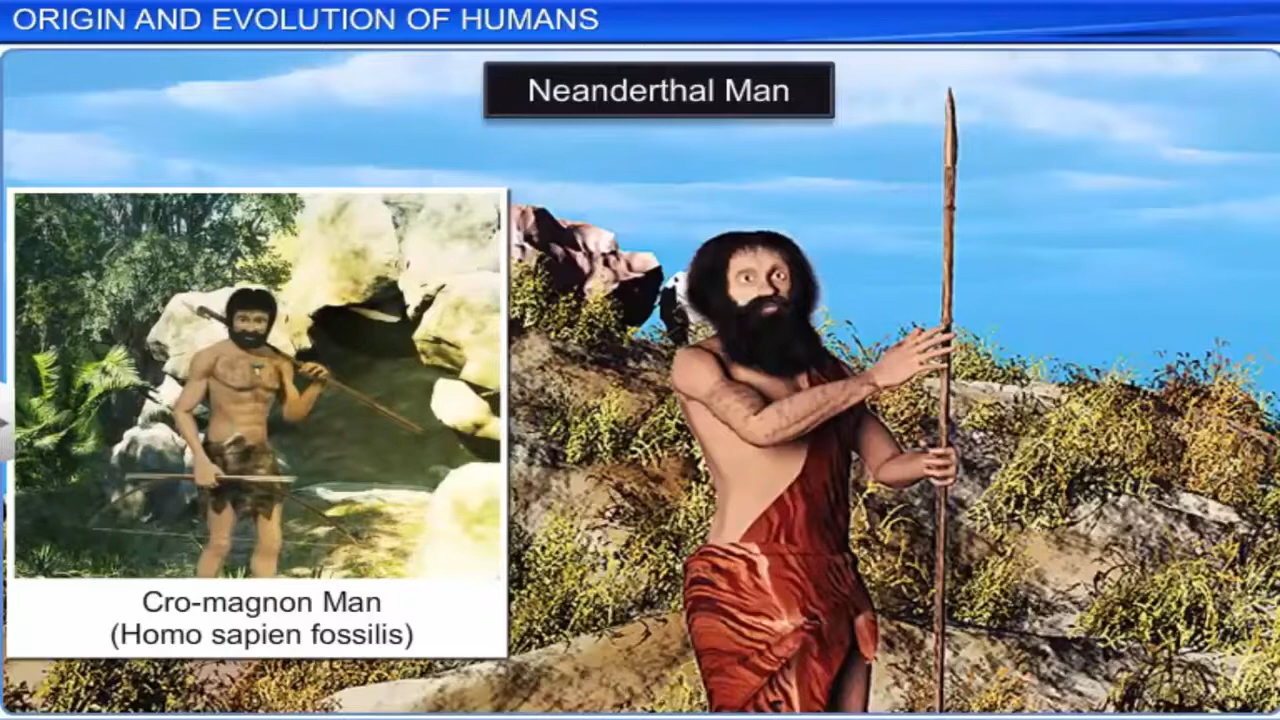 ORIGIN AND EVOLUTION OF HUMANS
Neanderthal Man
Cro-magnon Man
(Homo sapien fossilis)